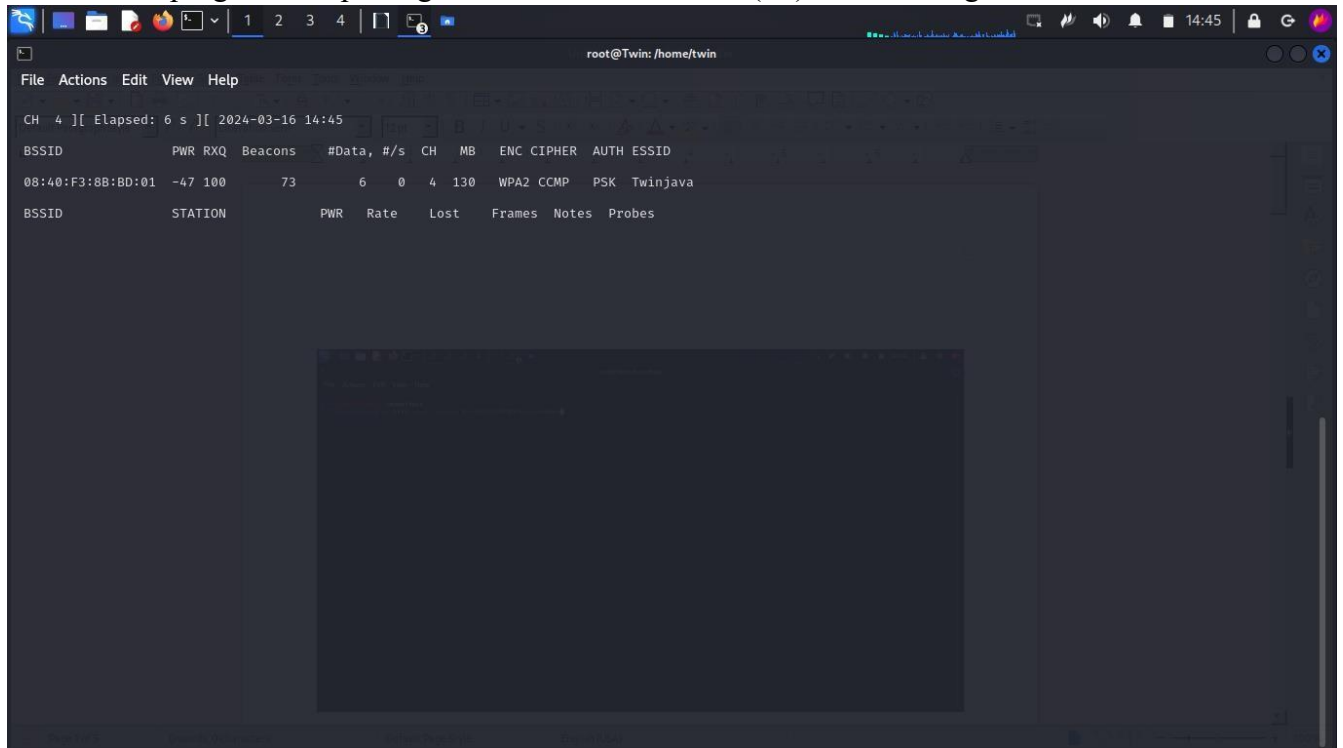 1 2 3 4 3 14:45
root@Twin: /home/twin
File Actions Edit View Help
CH 4 ][ Elapsed: 6 s ][ 2024-03-16 14:45
BSSID PWR RXQ Beacons #Data, #/s CH MB ENC CIPHER AUTH ESSID
08:40:F3:8B:BD:01 -47 100 73 6 0 4 130 WPA2 CCMP PSK Twinjava
BSSID STATION PWR Rate Lost Frames Notes Probes